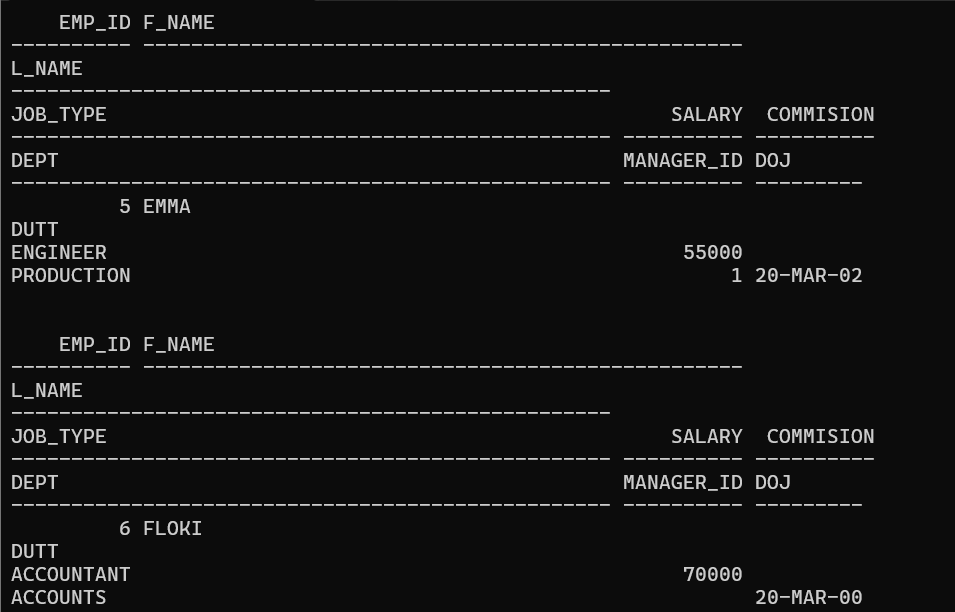 EMP_ID F_NAME
---------- --------------------------------------------------
L_NAME
--------------------------------------------------
JOB_TYPE                                               SALARY  COMMISION
-------------------------------------------------- ---------- ----------
DEPT                                               MANAGER_ID DOJ
-------------------------------------------------- ---------- ---------
         5 EMMA
DUTT
ENGINEER                                                55000
PRODUCTION                                                  1 20-MAR-02
    EMP_ID F_NAME
---------- --------------------------------------------------
L_NAME
--------------------------------------------------
JOB_TYPE                                               SALARY  COMMISION
-------------------------------------------------- ---------- ----------
DEPT                                               MANAGER_ID DOJ
-------------------------------------------------- ---------- ---------
         6 FLOKI
DUTT
ACCOUNTANT                                              70000
ACCOUNTS                                                      20-MAR-00